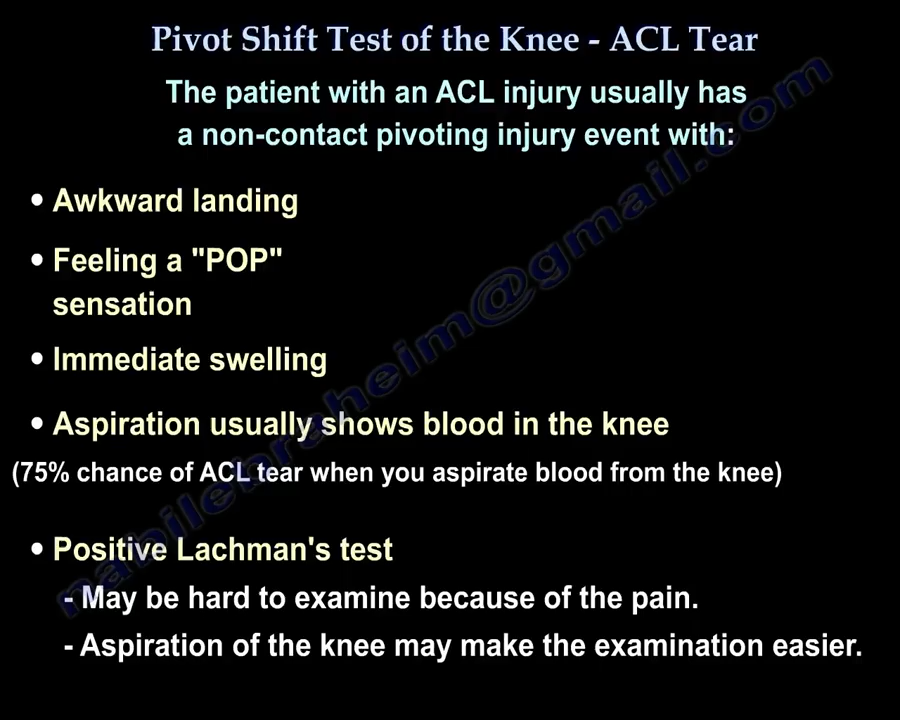 Pivot Shift Test of the Knee - ACL Tear
The patient with an ACL injury usually has
a non-contact pivoting injury event with:
• Awkward landing
• Feeling a "POP"
sensation
• Immediate swelling
• Aspiration usually shows blood in the knee
(75% chance of ACL tear when you aspirate blood from the knee)
• Positive Lachman's test
- May be hard to examine because of the pain.
- Aspiration of the knee may make the examination easier.
nabilebraheim@gmail.com